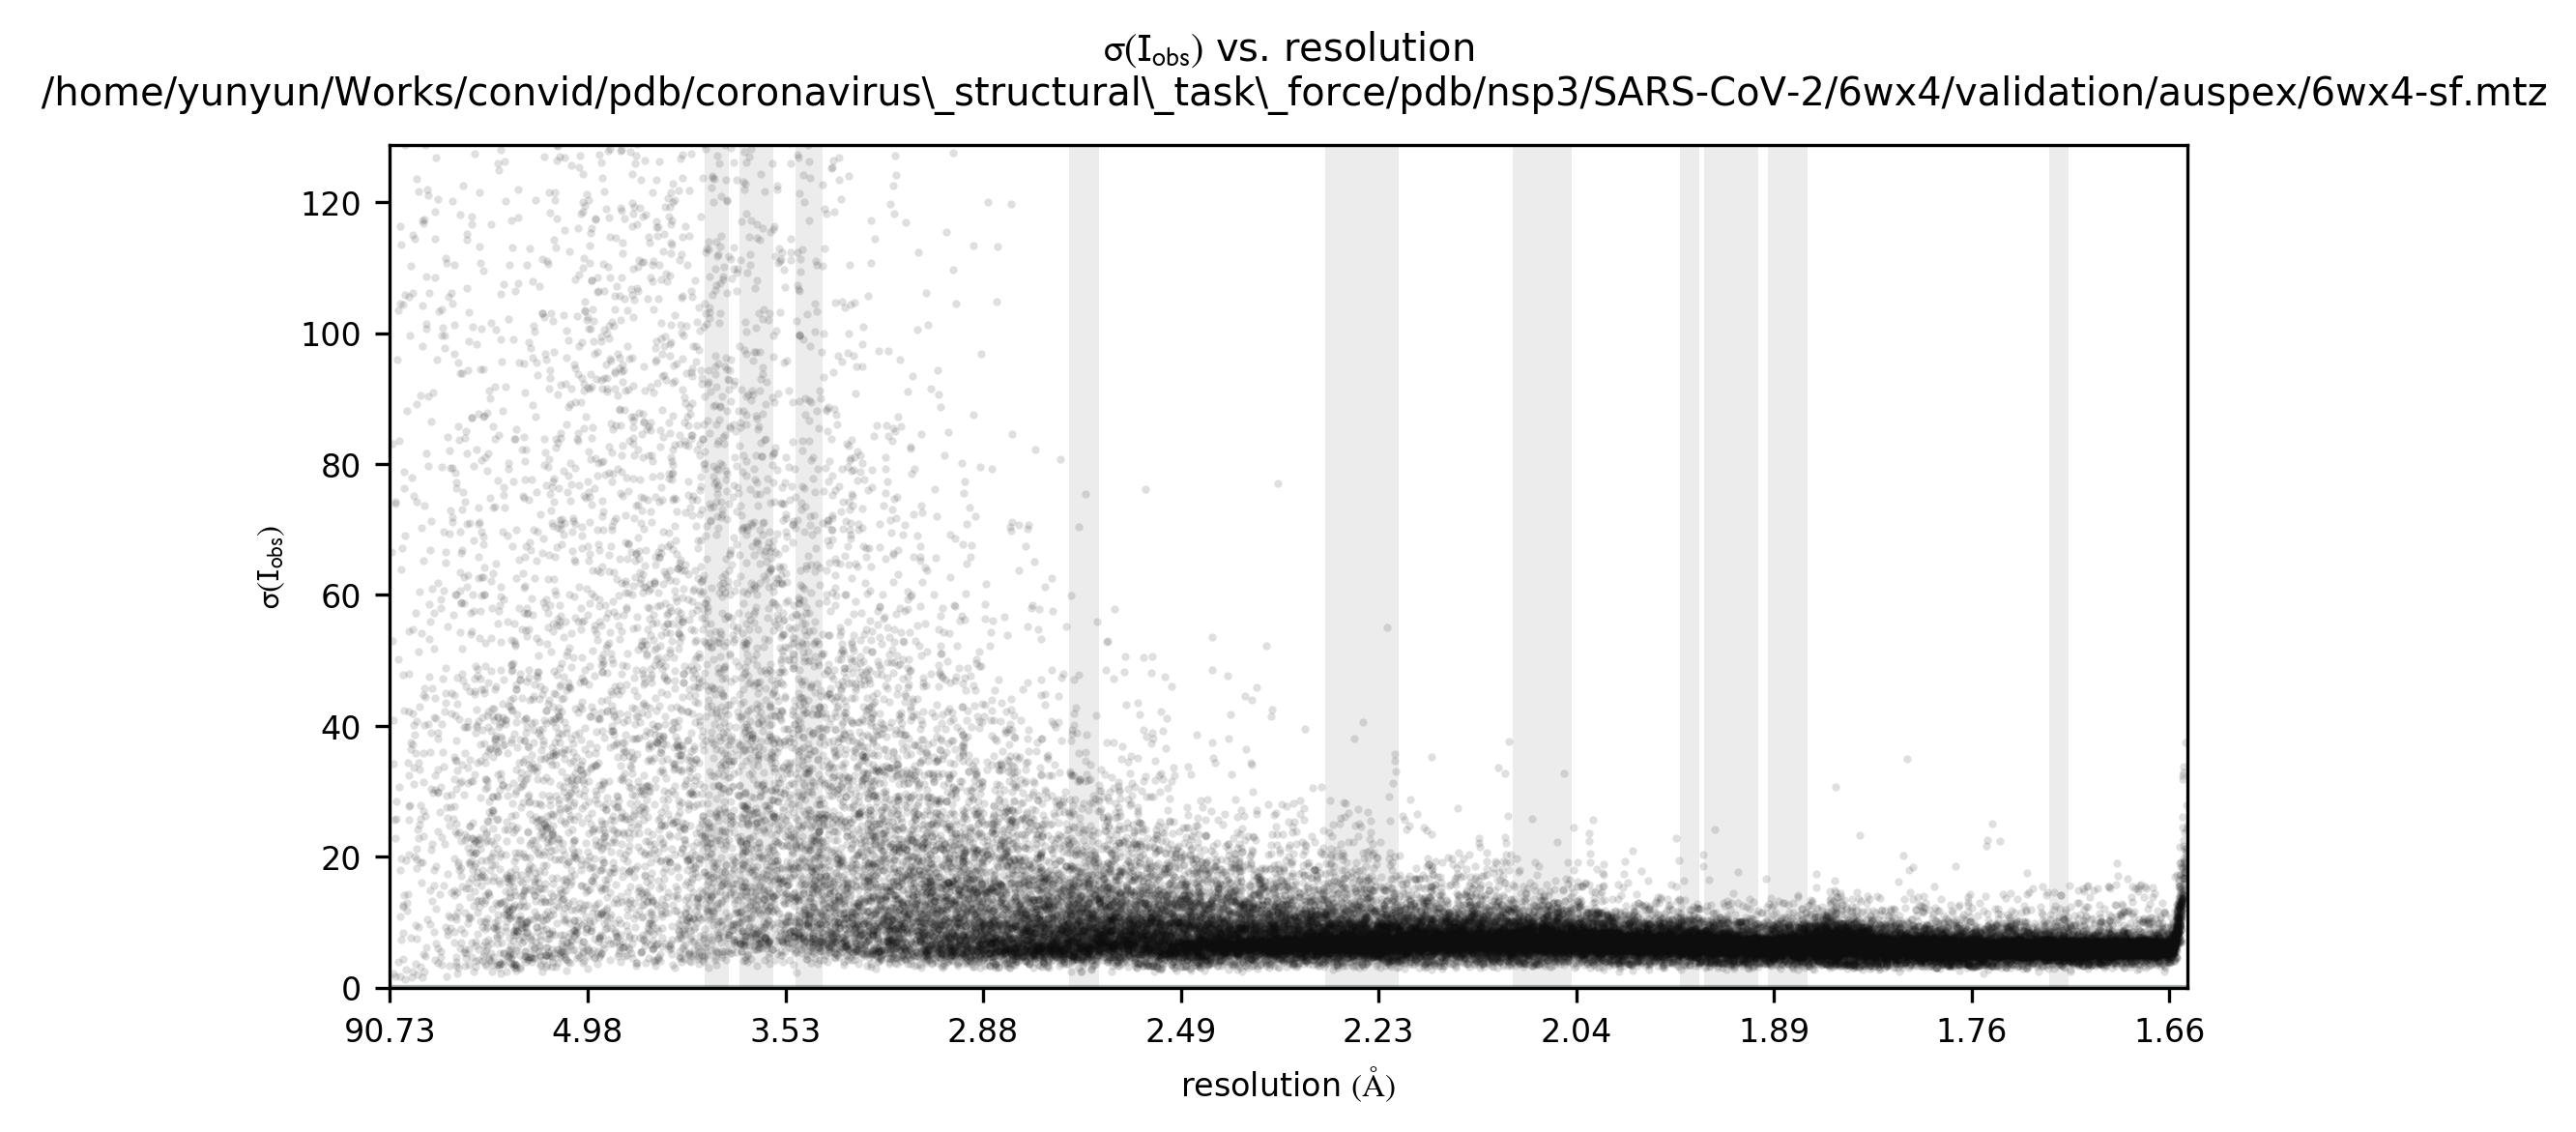 σ(Iobs) vs. resolution
/home/yunyun/Works/convid/pdb/coronavirus\_structural\_task\_force/pdb/nsp3/SARS-CoV-2/6wx4/validation/auspex/6wx4-sf.mtz
120
100
80
60
40
20
0
σ(Iobs)
90.73 4.98 3.53 2.88 2.49 2.23 2.04 1.89 1.76 1.66
resolution (Å)